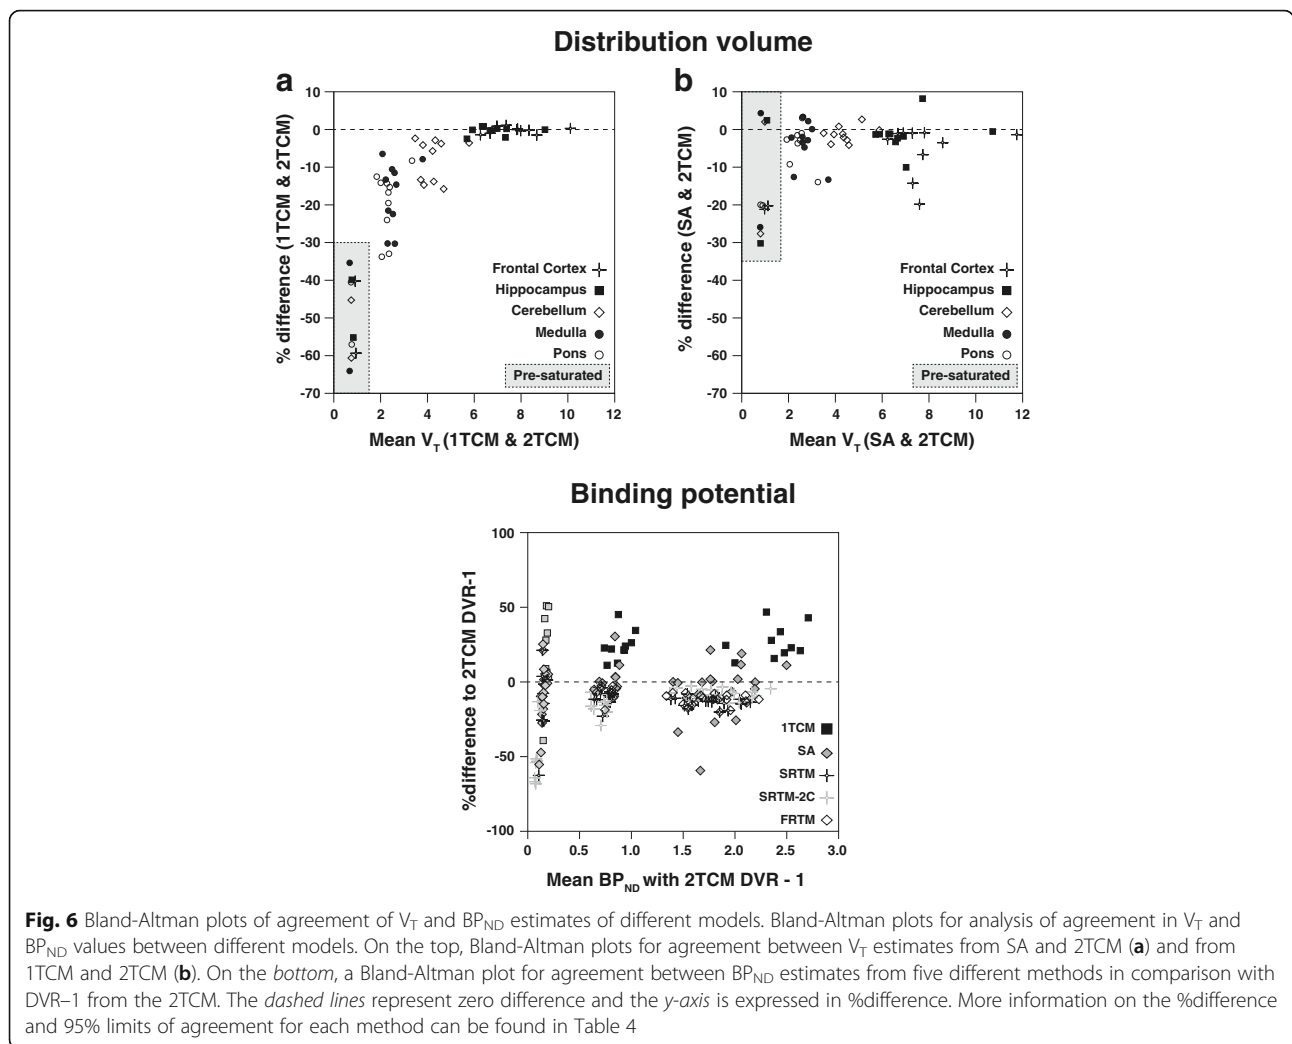 Distribution volume
a
b
10
0
-10
-20
-30
-40
-50
-60
-70
% difference (1TCM & 2TCM)
Frontal Cortex
Hippocampus
Cerebellum
Medulla
Pons
Pre-saturated
0 2 4 6 8 10 12
Mean VT (1TCM & 2TCM)
10
0
-10
-20
-30
-40
-50
-60
-70
% difference (SA & 2TCM)
Frontal Cortex
Hippocampus
Cerebellum
Medulla
Pons
Pre-saturated
0 2 4 6 8 10 12
Mean VT (SA & 2TCM)
Binding potential
100
50
0
-50
-100
%difference to 2TCM DVR-1
1TCM
SA
SRTM
SRTM-2C
FRTM
0 0.5 1.0 1.5 2.0 2.5 3.0
Mean BPND with 2TCM DVR - 1
Fig. 6 Bland-Altman plots of agreement of VT and BPND estimates of different models. Bland-Altman plots for analysis of agreement in VT and
BPND values between different models. On the top, Bland-Altman plots for agreement between VT estimates from SA and 2TCM (a) and from
1TCM and 2TCM (b). On the bottom, a Bland-Altman plot for agreement between BPND estimates from five different methods in comparison with
DVR–1 from the 2TCM. The dashed lines represent zero difference and the y-axis is expressed in %difference. More information on the %difference
and 95% limits of agreement for each method can be found in Table 4